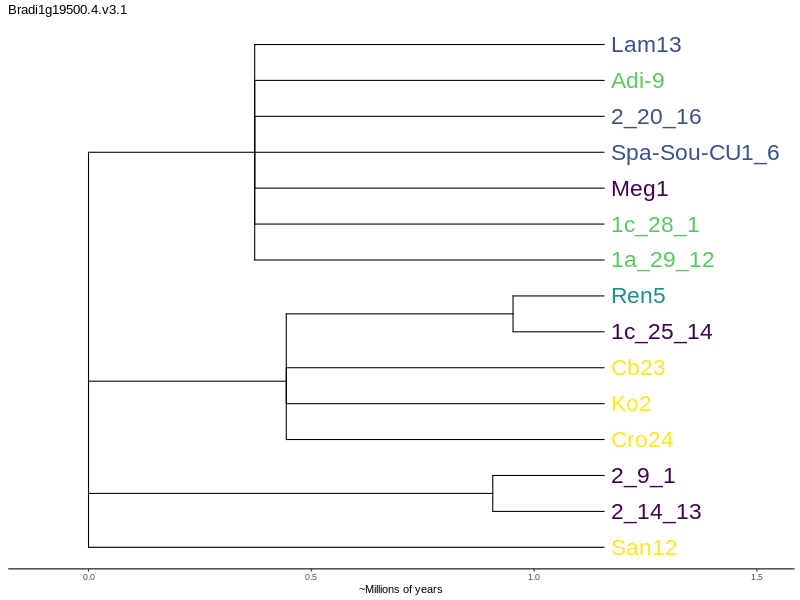 Bradi1g19500.4.v3.1
Lam13
Adi-9
2_20_16
Spa-Sou-CU1_6
Meg1
1c_28_1
1a_29_12
Ren5
1c_25_14
Cb23
Ko2
Cro24
2_9_1
2_14_13
San12
0.0 0.5 1.0 1.5
~Millions of years